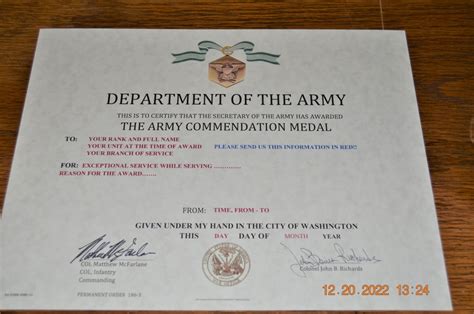 DEPARTMENT OF THE ARMY
THIS IS TO CERTIFY THAT THE SECRETARY OF THE ARMY HAS AWARDED
THE ARMY COMMENDATION MEDAL
TO: YOUR RANK AND FULL NAME
YOUR UNIT AT THE TIME OF AWARD PLEASE SEND US THIS INFORMATION IN RED!!
YOUR BRANCH OF SERVICE
FOR: EXCEPTIONAL SERVICE WHILE SERVING ............
REASON FOR THE AWARD.......
FROM: TIME, FROM - TO
GIVEN UNDER MY HAND IN THE CITY OF WASHINGTON
THIS DAY DAY OF MONTH YEAR
COL Matthew McFarlane
COL, Infantry
Commanding
Colonel John B. Richards
PERMANENT ORDER
12.20.2022 13:24